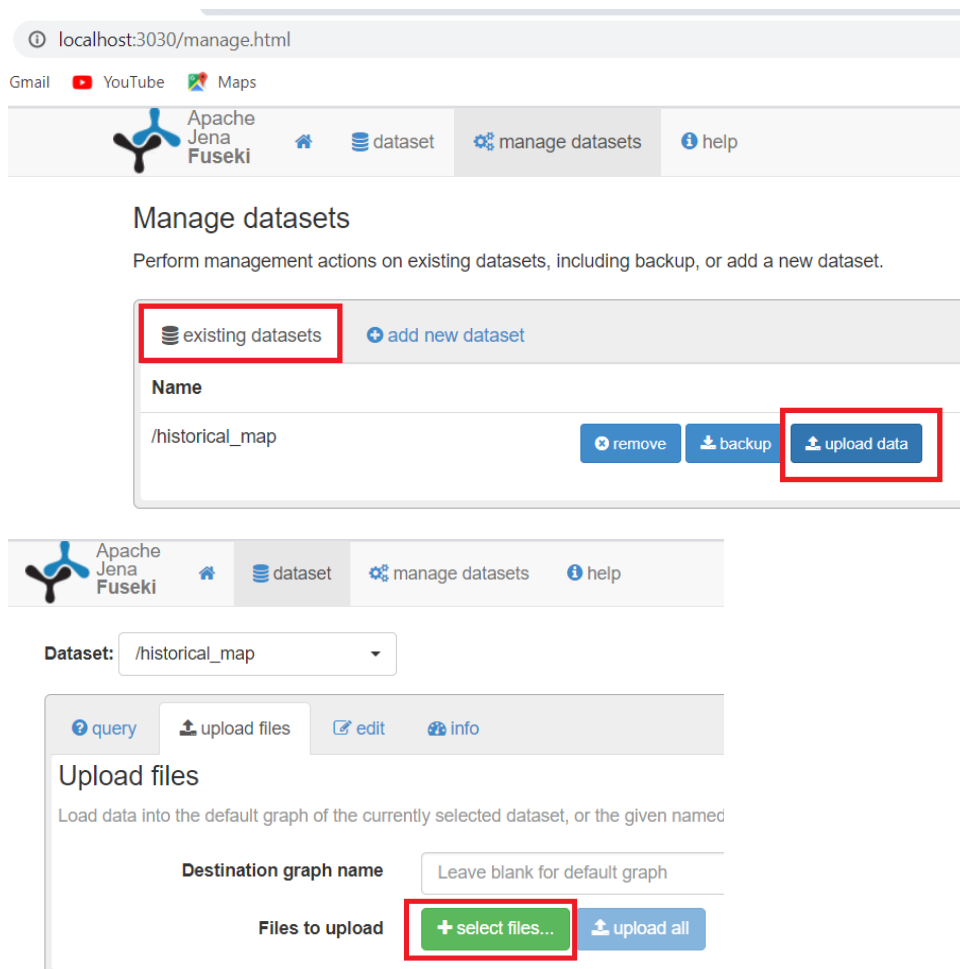 localhost:3030/manage.html
Gmail YouTube Maps
Apache
Jena
Fuseki
dataset manage datasets help
Manage datasets
Perform management actions on existing datasets, including backup, or add a new dataset.
existing datasets add new dataset
Name
/historical_map remove backup upload data
Apache
Jena
Fuseki
dataset manage datasets help
Dataset: /historical_map
query upload files edit info
Upload files
Load data into the default graph of the currently selected dataset, or the given named
Destination graph name Leave blank for default graph
Files to upload select files... upload all